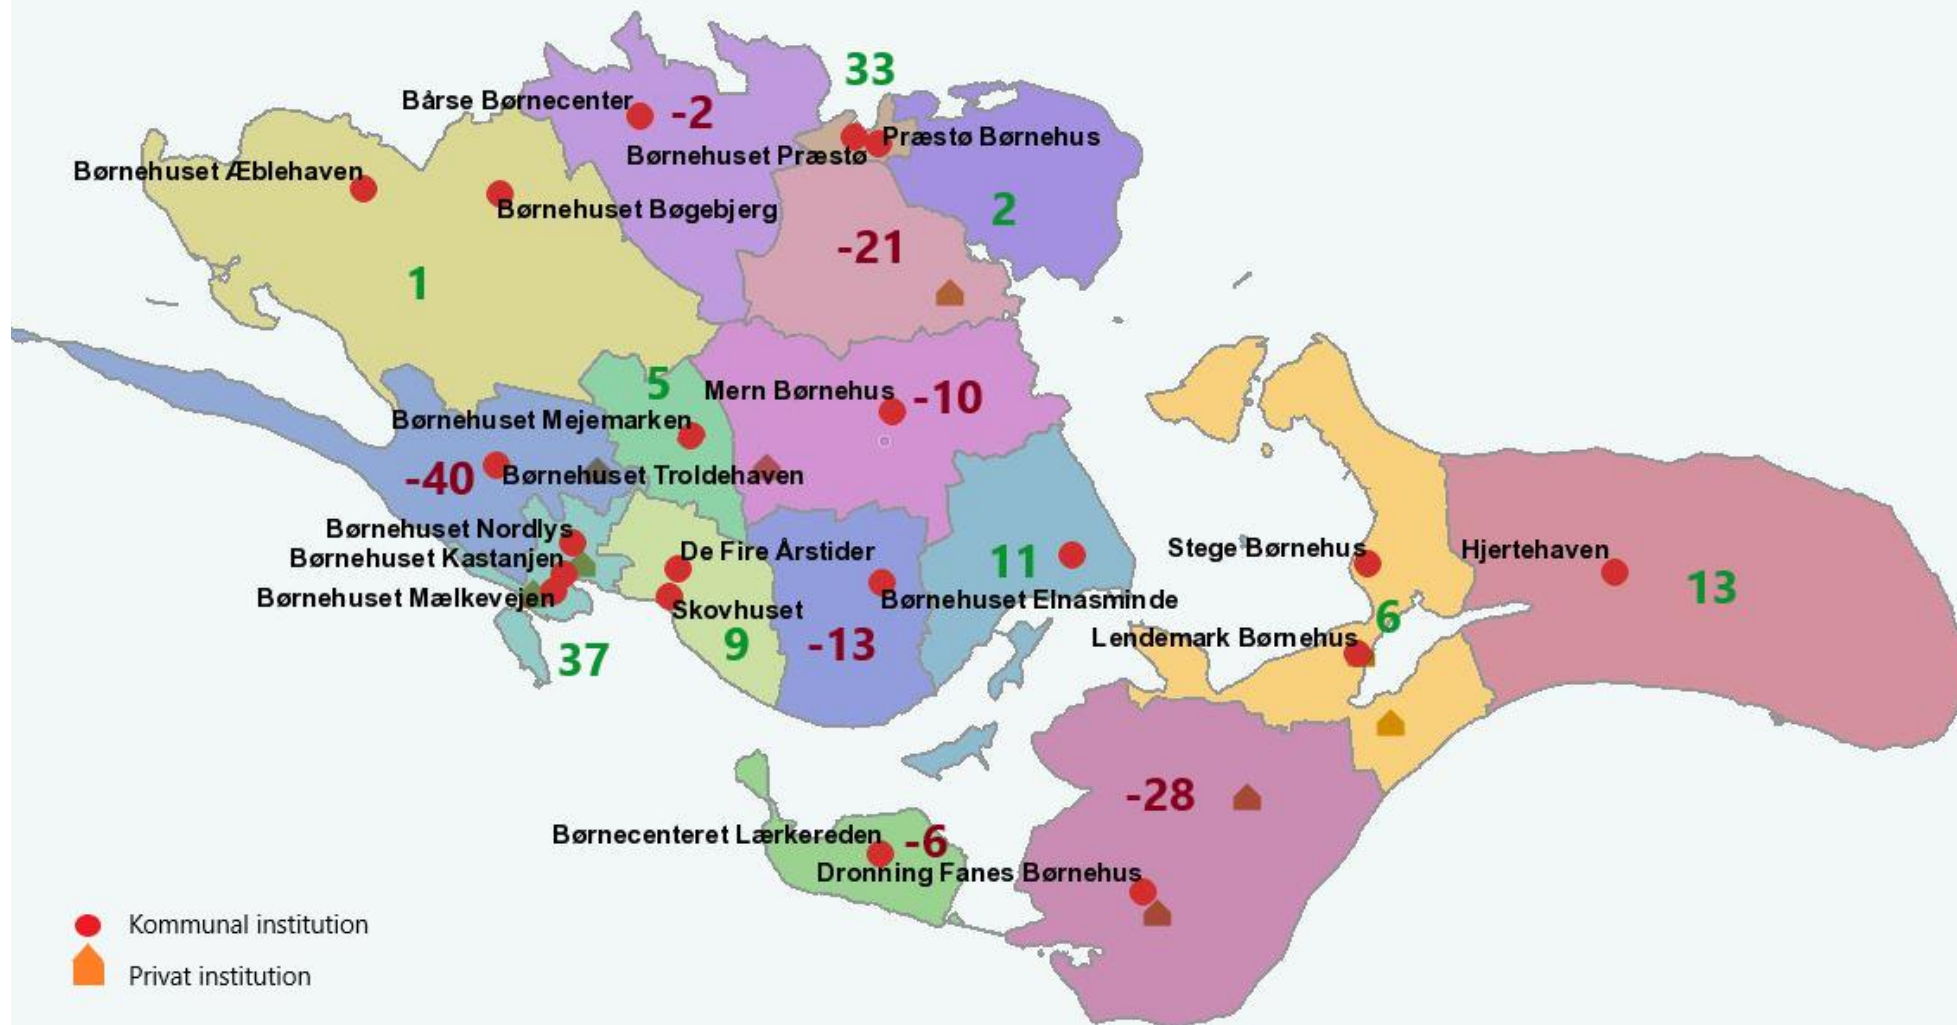 33
Bårse Børnecenter
-2
Præstø Børnehus
Børnehuset Præstø
Børnehuset Æblehaven
Børnehuset Bøgebjerg
2
-21
1
5
Mern Børnehus
-10
Børnehuset Mejemarken
-40
Børnehuset Troldehaven
Børnehuset Nordlys
De Fire Årstider
Stege Børnehus
Hjertehaven
Børnehuset Kastanjen
11
13
Børnehuset Mælkevejen
Børnehuset Elnasminde
Skovhuset
6
Lendemark Børnehus
9
-13
37
-28
Børnecenteret Lærkereden
-6
Dronning Fanes Børnehus
Kommunal institution
Privat institution